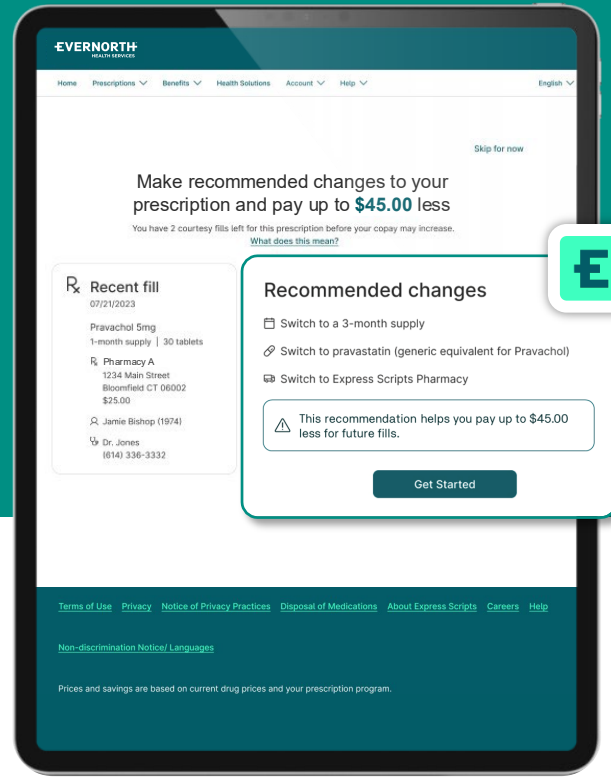 EVERNORTH
HEALTH SERVICES
Home Prescriptions Benefits Health Solutions Account Help English
Skip for now
Make recommended changes to your
prescription and pay up to $45.00 less
You have 2 courtesy fills left for this prescription before your copay may increase.
What does this mean?
Rx Recent fill
07/21/2023
Pravachol 5mg
1-month supply | 30 tablets
Rx Pharmacy A
1234 Main Street
Bloomfield CT 06002
$25.00
Jamie Bishop (1974)
Dr. Jones
(614) 336-3332
E
Recommended changes
Switch to a 3-month supply
Switch to pravastatin (generic equivalent for Pravachol)
Switch to Express Scripts Pharmacy
This recommendation helps you pay up to $45.00
less for future fills.
Get Started
Terms of Use Privacy Notice of Privacy Practices Disposal of Medications About Express Scripts Careers Help
Non-discrimination Notice/ Languages
Prices and savings are based on current drug prices and your prescription program.